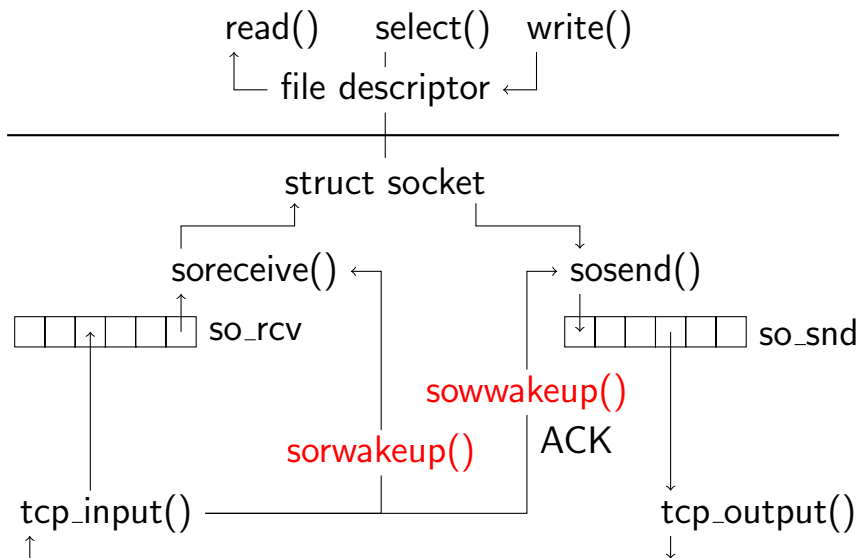 read() select() write()
file descriptor
struct socket
soreceive() sosend()
so_rcv so_snd
sowwakeup()
sorwakeup() ACK
tcp_input() tcp_output()